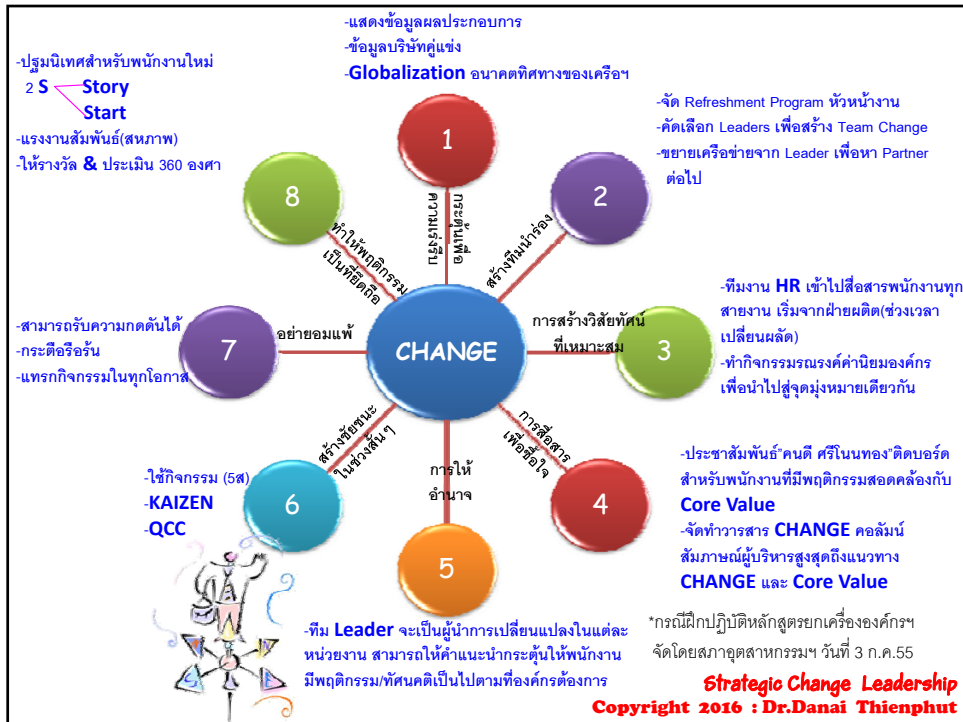 -แสดงข้อมูลผลประกอบการ
-ข้อมูลบริษัทคู่แข่ง
-Globalization อนาคตทิศทางของเครือฯ
1
กระตุ้นเพื่อ
ความเร่งรีบ
-จัด Refreshment Program หัวหน้างาน
-คัดเลือก Leaders เพื่อสร้าง Team Change
-ขยายเครือข่ายจาก Leader เพื่อหา Partner
ต่อไป
2
สร้างทีมนำร่อง
-ทีมงาน HR เข้าไปสื่อสารพนักงานทุก
สายงาน เริ่มจากฝ่ายผติต(ช่วงเวลา
เปลี่ยนผลัด)
-ทำกิจกรรมรณรงค์ค่านิยมองค์กร
เพื่อนำไปสู่จุดมุ่งหมายเดียวกัน
3
การสร้างวิสัยทัศน์
ที่เหมาะสม
-ประชาสัมพันธ์"คนดี ศรีโนนทอง"ติดบอร์ด
สำหรับพนักงานที่มีพฤติกรรมสอดคล้องกับ
Core Value
-จัดทำวารสาร CHANGE คอลัมน์
สัมภาษณ์ผู้บริหารสูงสุดถึงแนวทาง
CHANGE และ Core Value
4
การสื่อสาร
เพื่อซื้อใจ
5
การให้
อำนาจ
-ทีม Leader จะเป็นผู้นำการเปลี่ยนแปลงในแต่ละ
หน่วยงาน สามารถให้คำแนะนำกระตุ้นให้พนักงาน
มีพฤติกรรม/ทัศนคติเป็นไปตามที่องค์กรต้องการ
-ใช้กิจกรรม (5ส)
-KAIZEN
-QCC
6
สร้างชัยชนะ
ในช่วงสั้นๆ
-สามารถรับความกดดันได้
-กระตือรือร้น
-แทรกกิจกรรมในทุกโอกาส
7
อย่ายอมแพ้
-ปฐมนิเทศสำหรับพนักงานใหม่
2 S Story
Start
-แรงงานสัมพันธ์(สหภาพ)
-ให้รางวัล & ประเมิน 360 องศา
8
ทำให้พฤติกรรม
เป็นที่ยึดถือ
CHANGE
*กรณีฝึกปฏิบัติหลักสูตรยกเครื่ององค์กรฯ
จัดโดยสภาอุตสาหกรรมฯ วันที่ 3 ก.ค.55
Strategic Change Leadership
Copyright 2016 : Dr.Danai Thienphut